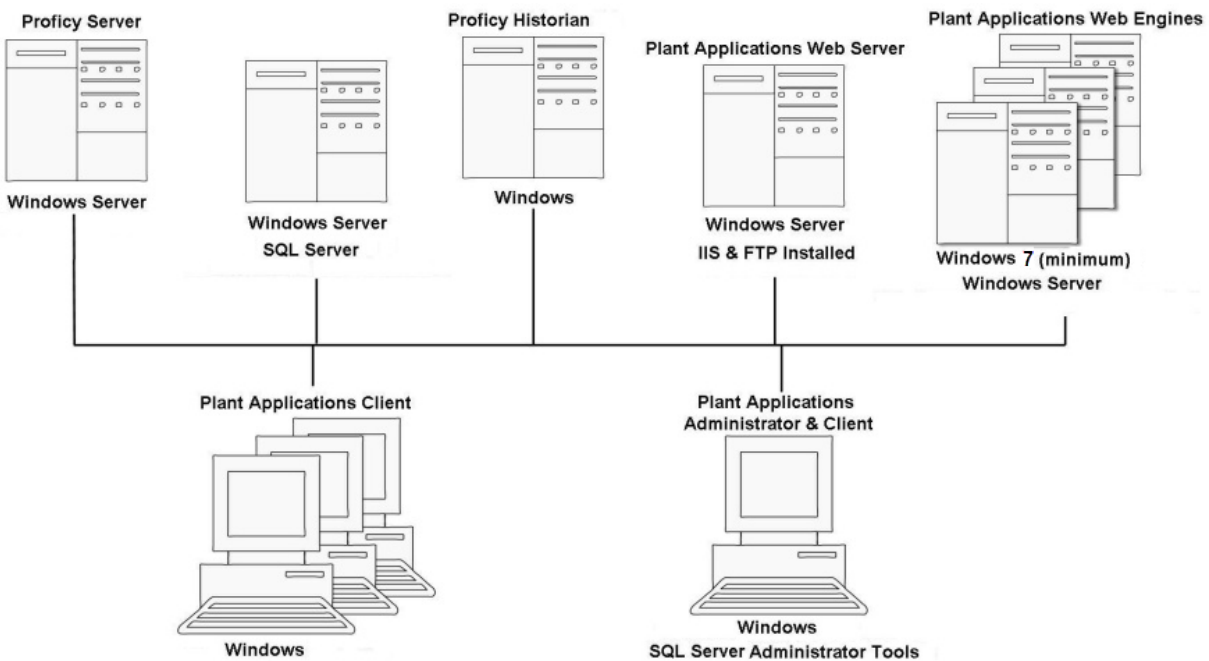 Proficy Server
Proficy Historian
Plant Applications Web Engines
Plant Applications Web Server
Windows Server
Windows Server
SQL Server
Windows
Windows Server
IIS & FTP Installed
Windows 7 (minimum)
Windows Server
Plant Applications Client
Plant Applications
Administrator & Client
Windows
Windows
SQL Server Administrator Tools